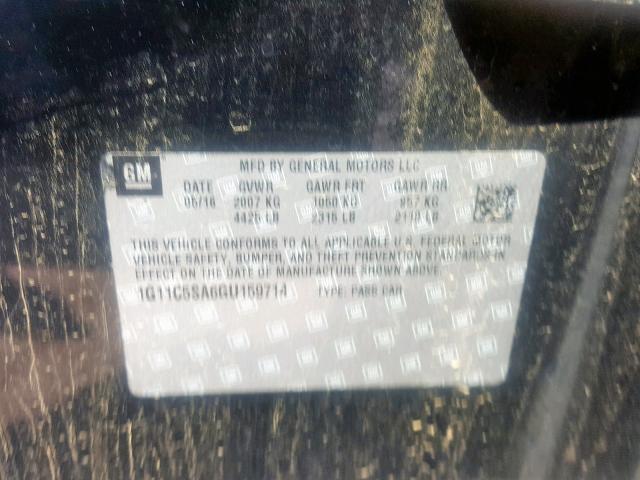 GM
MFD BY GENERAL MOTORS LLC
DATE GVWR GAWR FRT GAWR RR
05/16 2007 KG 1050 KG 957 KG
4425 LB 2315 LB 2110 LB
THIS VEHICLE CONFORMS TO ALL APPLICABLE U.S. FEDERAL MOTOR
VEHICLE SAFETY, BUMPER, AND THEFT PREVENTION STANDARDS
IN EFFECT ON THE DATE OF MANUFACTURE SHOWN ABOVE.
1G11C5SA6GU159714 TYPE: PASS CAR